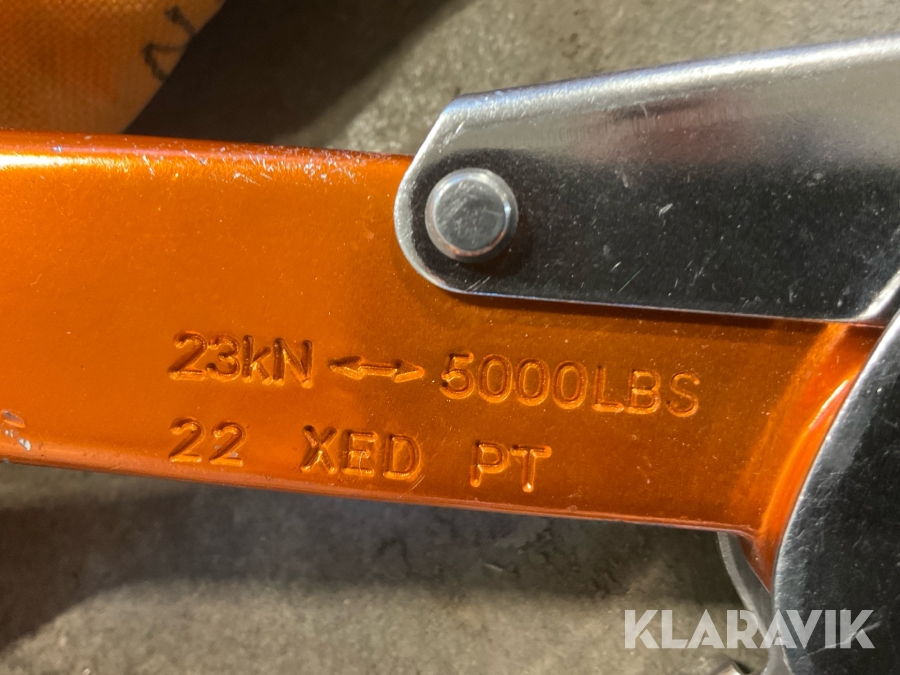 N
23kN ↔ 5000LBS
22 XED PT
KLARAVIK